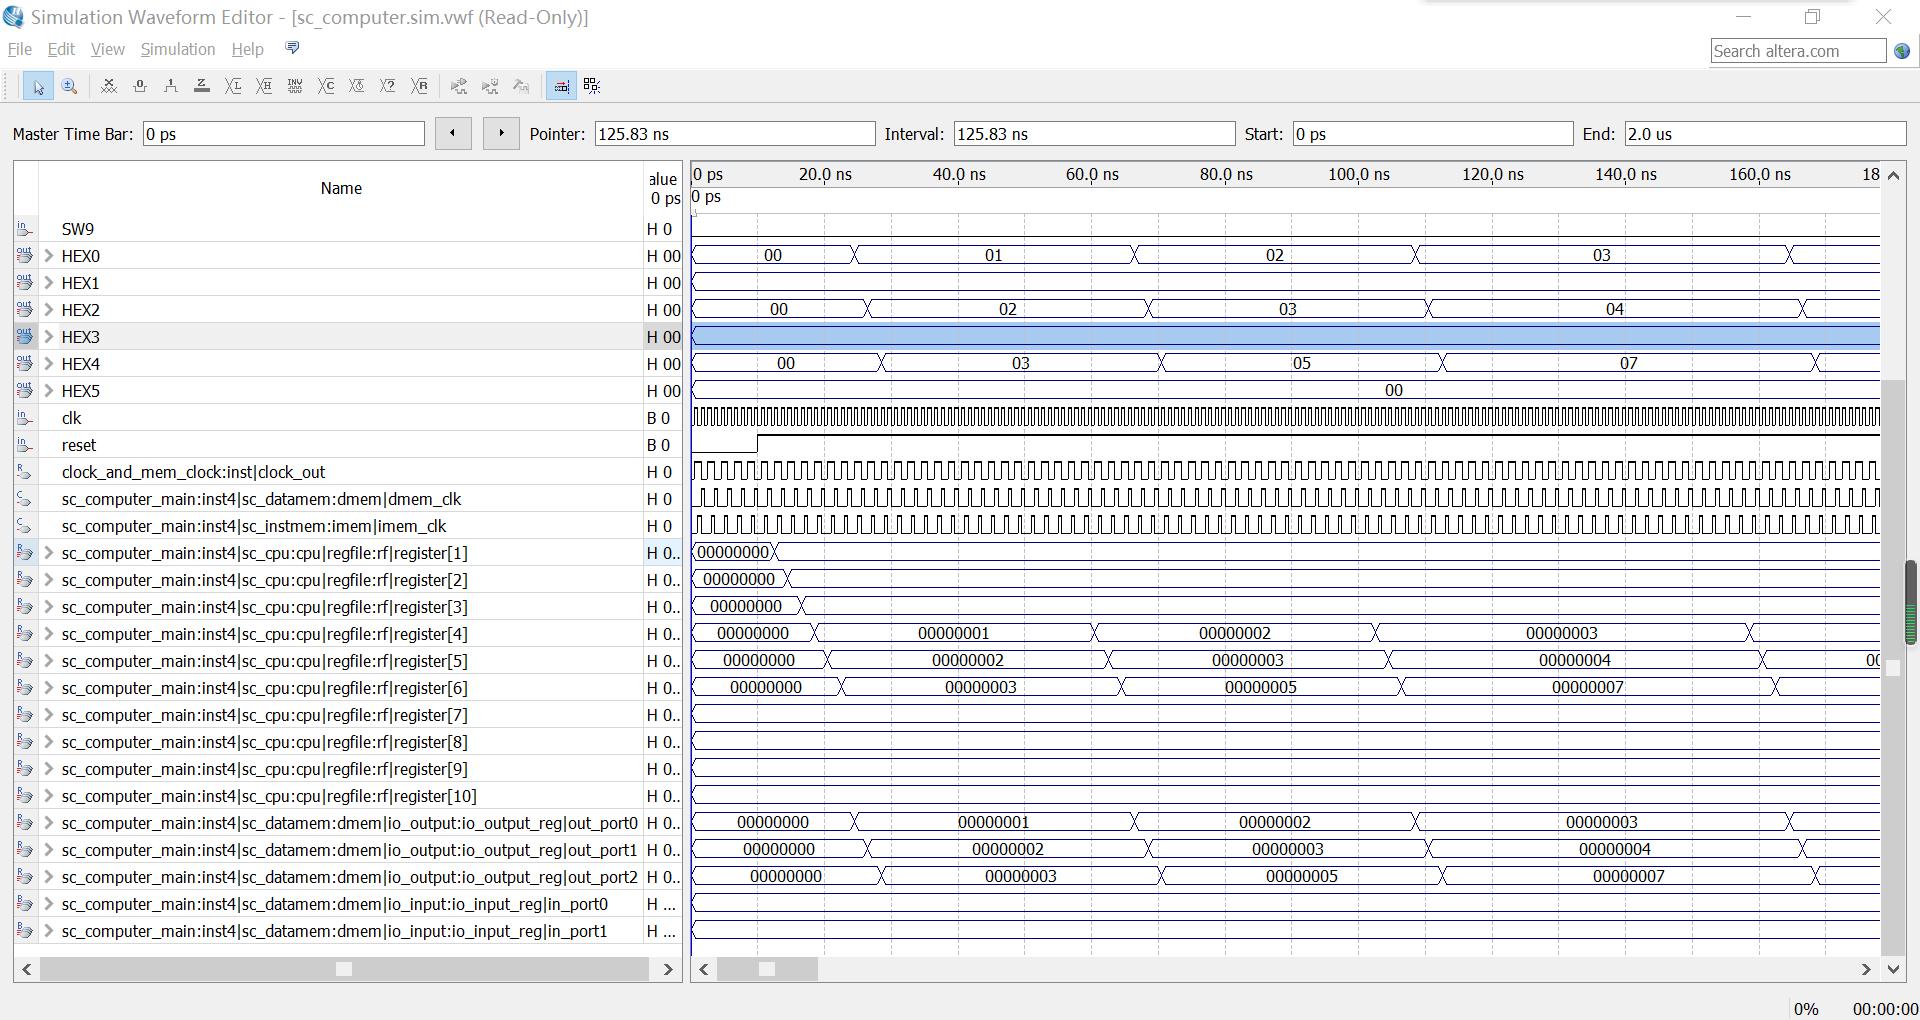 Simulation Waveform Editor - [sc_computer.sim.vwf (Read-Only)]
File Edit View Simulation Help
Search altera.com
Master Time Bar: 0 ps Pointer: 125.83 ns Interval: 125.83 ns Start: 0 ps End: 2.0 us
Name alue 0 ps
0 ps 20.0 ns 40.0 ns 60.0 ns 80.0 ns 100.0 ns 120.0 ns 140.0 ns 160.0 ns 18
0 ps
SW9 H 0
HEX0 H 00 00 01 02 03
HEX1 H 00
HEX2 H 00 00 02 03 04
HEX3 H 00
HEX4 H 00 00 03 05 07
HEX5 H 00 00
clk B 0
reset B 0
clock_and_mem_clock:inst|clock_out H 0
sc_computer_main:inst4|sc_datamem:dmem|dmem_clk H 0
sc_computer_main:inst4|sc_instmem:imem|imem_clk H 0
sc_computer_main:inst4|sc_cpu:cpu|regfile:rf|register[1] H 0.. 00000000
sc_computer_main:inst4|sc_cpu:cpu|regfile:rf|register[2] H 0.. 00000000
sc_computer_main:inst4|sc_cpu:cpu|regfile:rf|register[3] H 0.. 00000000
sc_computer_main:inst4|sc_cpu:cpu|regfile:rf|register[4] H 0.. 00000000 00000001 00000002 00000003
sc_computer_main:inst4|sc_cpu:cpu|regfile:rf|register[5] H 0.. 00000000 00000002 00000003 00000004 00
sc_computer_main:inst4|sc_cpu:cpu|regfile:rf|register[6] H 0.. 00000000 00000003 00000005 00000007
sc_computer_main:inst4|sc_cpu:cpu|regfile:rf|register[7] H 0..
sc_computer_main:inst4|sc_cpu:cpu|regfile:rf|register[8] H 0..
sc_computer_main:inst4|sc_cpu:cpu|regfile:rf|register[9] H 0..
sc_computer_main:inst4|sc_cpu:cpu|regfile:rf|register[10] H 0..
sc_computer_main:inst4|sc_datamem:dmem|io_output:io_output_reg|out_port0 H 0.. 00000000 00000001 00000002 00000003
sc_computer_main:inst4|sc_datamem:dmem|io_output:io_output_reg|out_port1 H 0.. 00000000 00000002 00000003 00000004
sc_computer_main:inst4|sc_datamem:dmem|io_output:io_output_reg|out_port2 H 0.. 00000000 00000003 00000005 00000007
sc_computer_main:inst4|sc_datamem:dmem|io_input:io_input_reg|in_port0 H ...
sc_computer_main:inst4|sc_datamem:dmem|io_input:io_input_reg|in_port1 H ...
0% 00:00:00